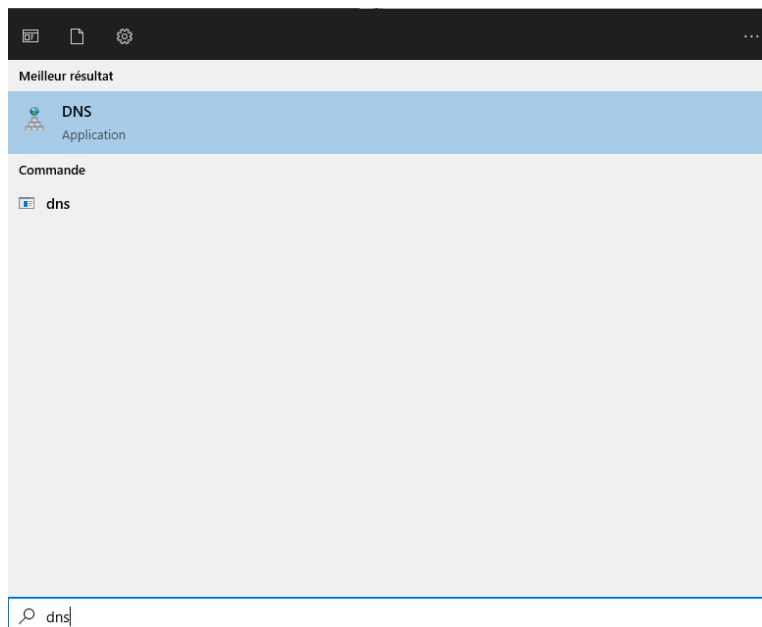 Meilleur résultat
DNS
Application
Commande
dns
dns